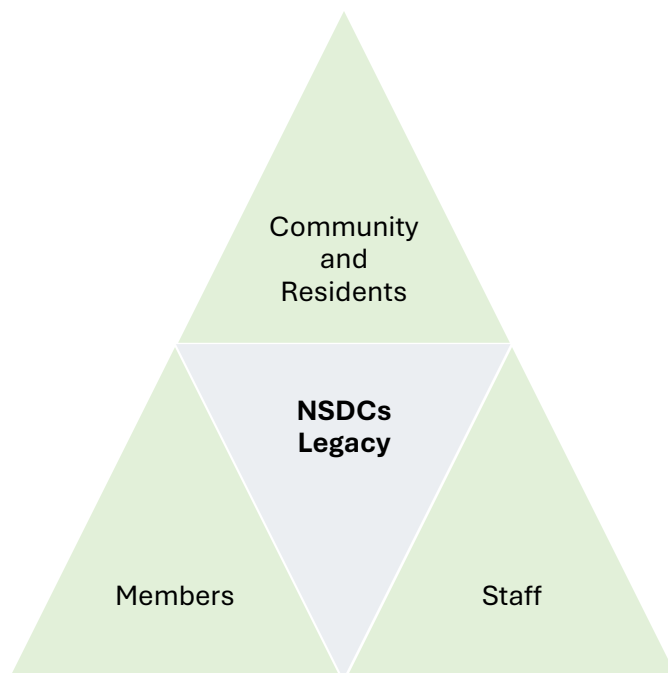 Community
and
Residents
NSDCs
Legacy
Members
Staff